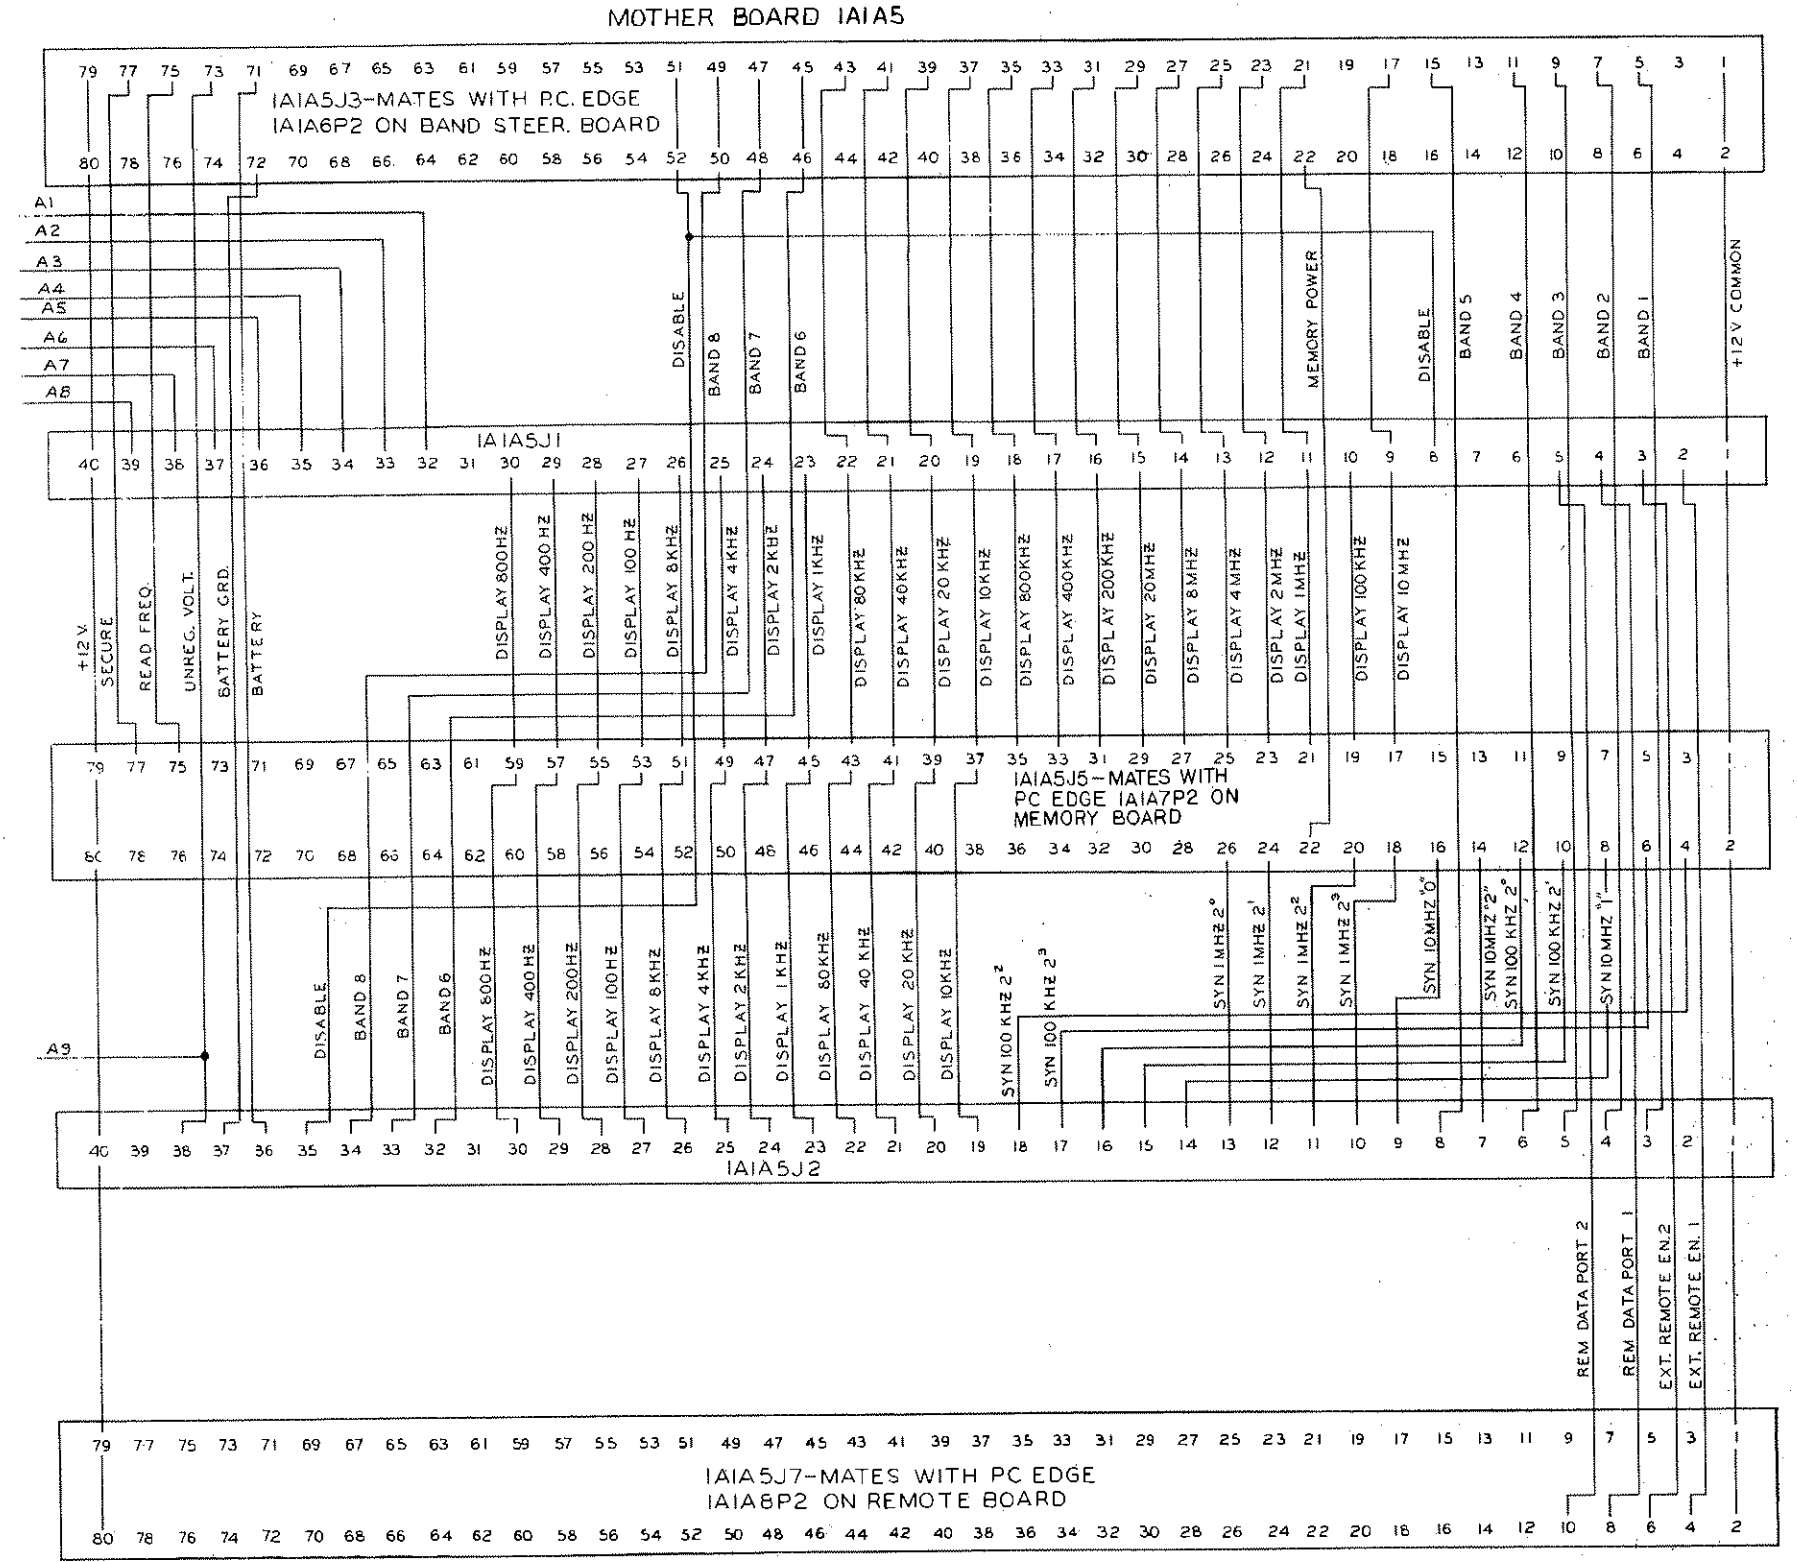 MOTHER BOARD 1A1A5
79 77 75 73 71 69 67 65 63 61 59 57 55 53 51 49 47 45 43 41 39 37 35 33 31 29 27 25 23 21 19 17 15 13 11 9 7 5 3 1
1A1A5J3-MATES WITH P.C. EDGE
1A1A6P2 ON BAND STEER. BOARD
80 78 76 74 72 70 68 66 64 62 60 58 56 54 52 50 48 46 44 42 40 38 36 34 32 30 28 26 24 22 20 18 16 14 12 10 8 6 4 2
A1
A2
A3
A4
A5
A6
A7
A8
DISABLE
BAND 8
BAND 7
BAND 6
MEMORY POWER
DISABLE
BAND 5
BAND 4
BAND 3
BAND 2
BAND 1
+12V COMMON
1A1A5J1
40 39 38 37 36 35 34 33 32 31 30 29 28 27 26 25 24 23 22 21 20 19 18 17 16 15 14 13 12 11 10 9 8 7 6 5 4 3 2 1
+12V.
SECURE
READ FREQ.
UNREG. VOLT.
BATTERY GRD.
BATTERY
DISPLAY 800HZ
DISPLAY 400 HZ
DISPLAY 200 HZ
DISPLAY 100 HZ
DISPLAY 8KHZ
DISPLAY 4KHZ
DISPLAY 2KHZ
DISPLAY 1KHZ
DISPLAY 80KHZ
DISPLAY 40KHZ
DISPLAY 20 KHZ
DISPLAY 10KHZ
DISPLAY 800KHZ
DISPLAY 400KHZ
DISPLAY 200KHZ
DISPLAY 20MHZ
DISPLAY 8MHZ
DISPLAY 4MHZ
DISPLAY 2MHZ
DISPLAY 1MHZ
DISPLAY 100KHZ
DISPLAY 10MHZ
79 77 75 73 71 69 67 65 63 61 59 57 55 53 51 49 47 45 43 41 39 37 35 33 31 29 27 25 23 21 19 17 15 13 11 9 7 5 3 1
1A1A5J5-MATES WITH
PC EDGE 1A1A7P2 ON
MEMORY BOARD
80 78 76 74 72 70 68 66 64 62 60 58 56 54 52 50 48 46 44 42 40 38 36 34 32 30 28 26 24 22 20 18 16 14 12 10 8 6 4 2
A9
DISABLE
BAND 8
BAND 7
BAND 6
DISPLAY 800HZ
DISPLAY 400HZ
DISPLAY 200HZ
DISPLAY 100HZ
DISPLAY 8KHZ
DISPLAY 4KHZ
DISPLAY 2KHZ
DISPLAY 1 KHZ
DISPLAY 80KHZ
DISPLAY 40 KHZ
DISPLAY 20 KHZ
DISPLAY 10KHZ
SYN 100 KHZ 2²
SYN 100 KHZ 2³
SYN 1MHZ 2°
SYN 1MHZ 2'
SYN 1MHZ 2²
SYN 1MHZ 2³
SYN 10MHZ "0"
SYN 10MHZ "2"
SYN 100 KHZ 2°
SYN 100 KHZ 2'
SYN 10MHZ "1"
40 39 38 37 36 35 34 33 32 31 30 29 28 27 26 25 24 23 22 21 20 19 18 17 16 15 14 13 12 11 10 9 8 7 6 5 4 3 2 1
1A1A5J2
REM DATA PORT 2
REM DATA PORT 1
EXT. REMOTE EN.2
EXT. REMOTE EN. 1
79 77 75 73 71 69 67 65 63 61 59 57 55 53 51 49 47 45 43 41 39 37 35 33 31 29 27 25 23 21 19 17 15 13 11 9 7 5 3 1
1A1A5J7-MATES WITH PC EDGE
1A1A8P2 ON REMOTE BOARD
80 78 76 74 72 70 68 66 64 62 60 58 56 54 52 50 48 46 44 42 40 38 36 34 32 30 28 26 24 22 20 18 16 14 12 10 8 6 4 2